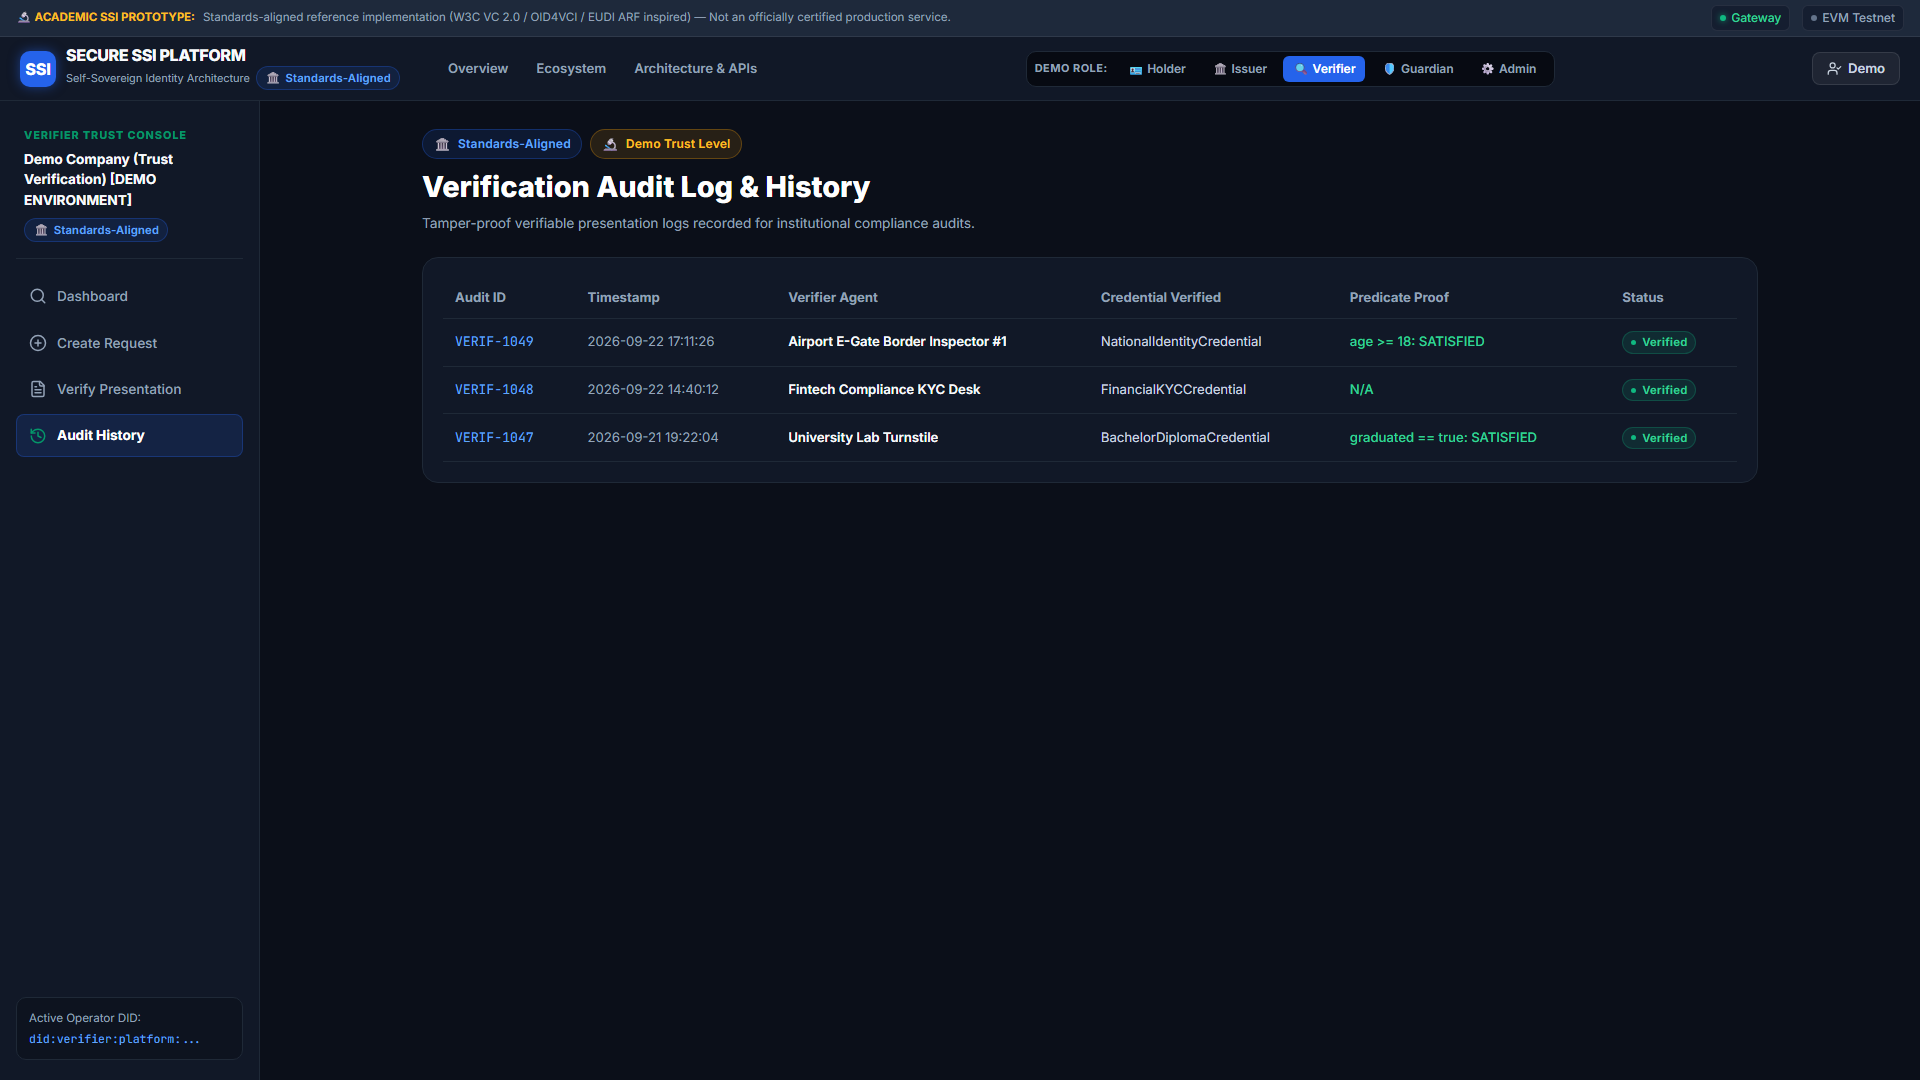 ACADEMIC SSI PROTOTYPE: Standards-aligned reference implementation (W3C VC 2.0 / OID4VCI / EUDI ARF inspired) — Not an officially certified production service.
Gateway
EVM Testnet
SSI
SECURE SSI PLATFORM
Self-Sovereign Identity Architecture
Standards-Aligned
Overview
Ecosystem
Architecture & APIs
DEMO ROLE:
Holder
Issuer
Verifier
Guardian
Admin
Demo
VERIFIER TRUST CONSOLE
Demo Company (Trust
Verification) [DEMO
ENVIRONMENT]
Standards-Aligned
Dashboard
Create Request
Verify Presentation
Audit History
Active Operator DID:
did:verifier:platform:...
Standards-Aligned
Demo Trust Level
Verification Audit Log & History
Tamper-proof verifiable presentation logs recorded for institutional compliance audits.
Audit ID Timestamp Verifier Agent Credential Verified Predicate Proof Status
VERIF-1049 2026-09-22 17:11:26 Airport E-Gate Border Inspector #1 NationalIdentityCredential age >= 18: SATISFIED Verified
VERIF-1048 2026-09-22 14:40:12 Fintech Compliance KYC Desk FinancialKYCCredential N/A Verified
VERIF-1047 2026-09-21 19:22:04 University Lab Turnstile BachelorDiplomaCredential graduated == true: SATISFIED Verified